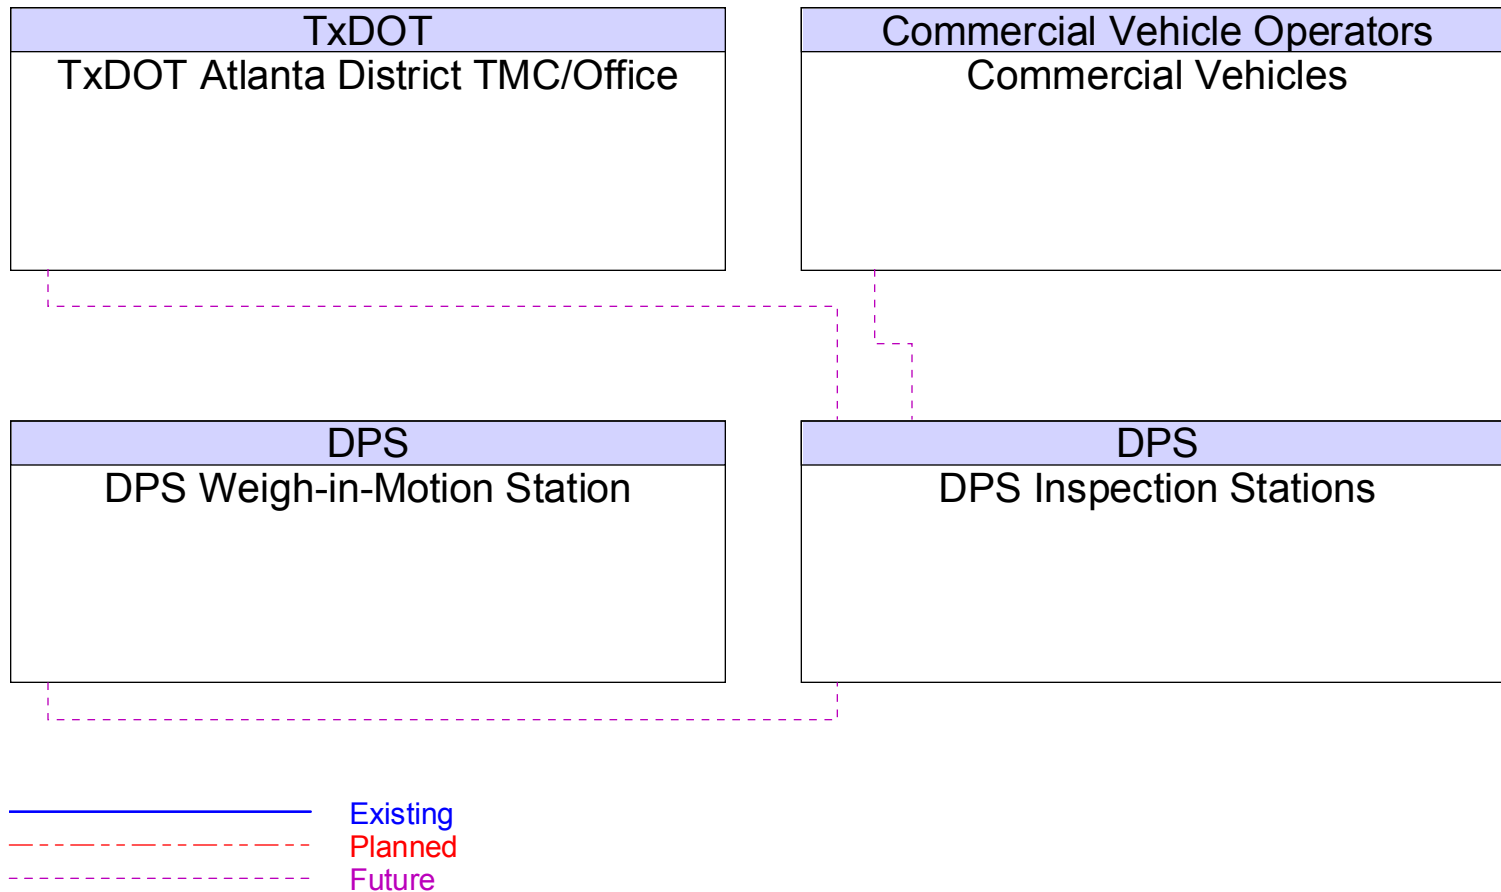 TxDOT
TxDOT Atlanta District TMC/Office
Commercial Vehicle Operators
Commercial Vehicles
DPS
DPS Weigh-in-Motion Station
DPS
DPS Inspection Stations
Existing
Planned
Future